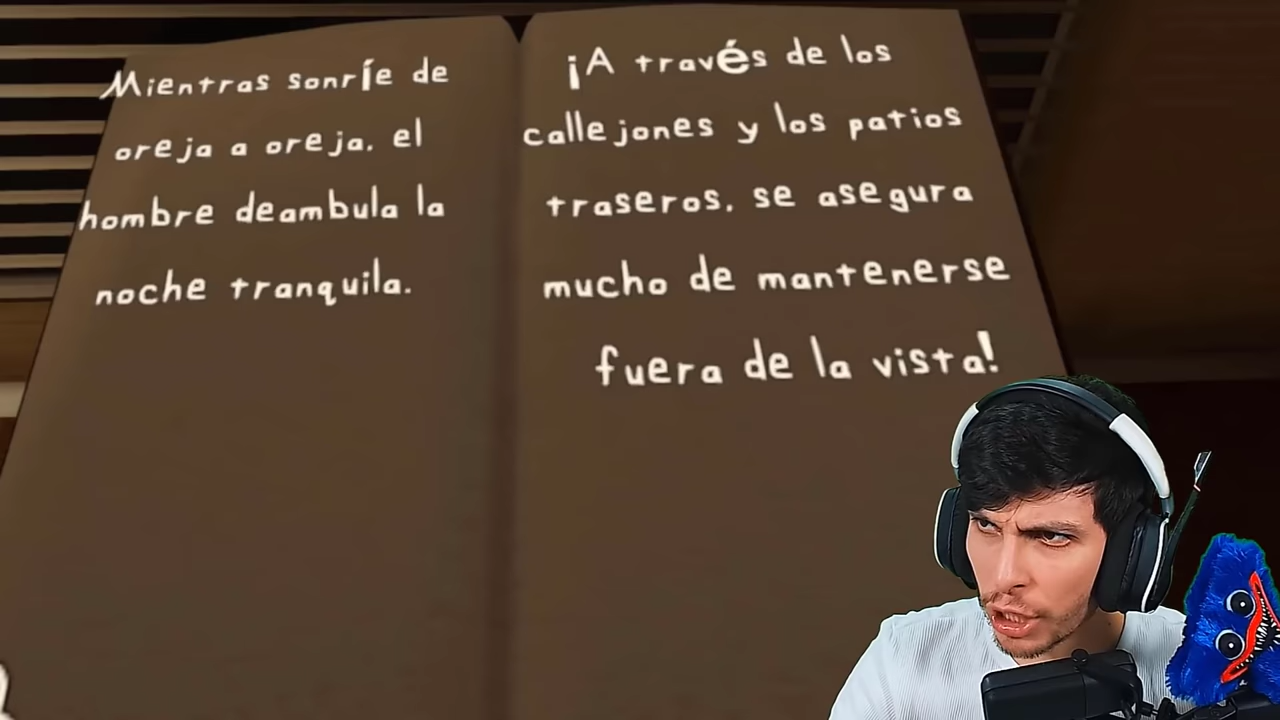 Mientras sonríe de
oreja a oreja. el
hombre deambula la
noche tranquila.
¡A través de los
callejones y los patios
traseros. se asegura
mucho de mantenerse
fuera de la vista!